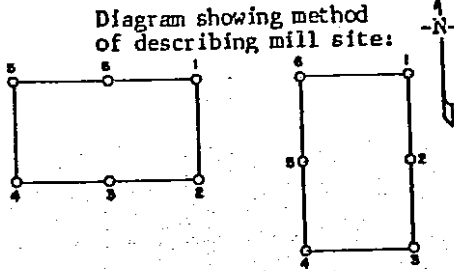 Diagram showing method
of describing mill site:
-N-
5 6 1
4 3 2
6 1
5 2
4 3